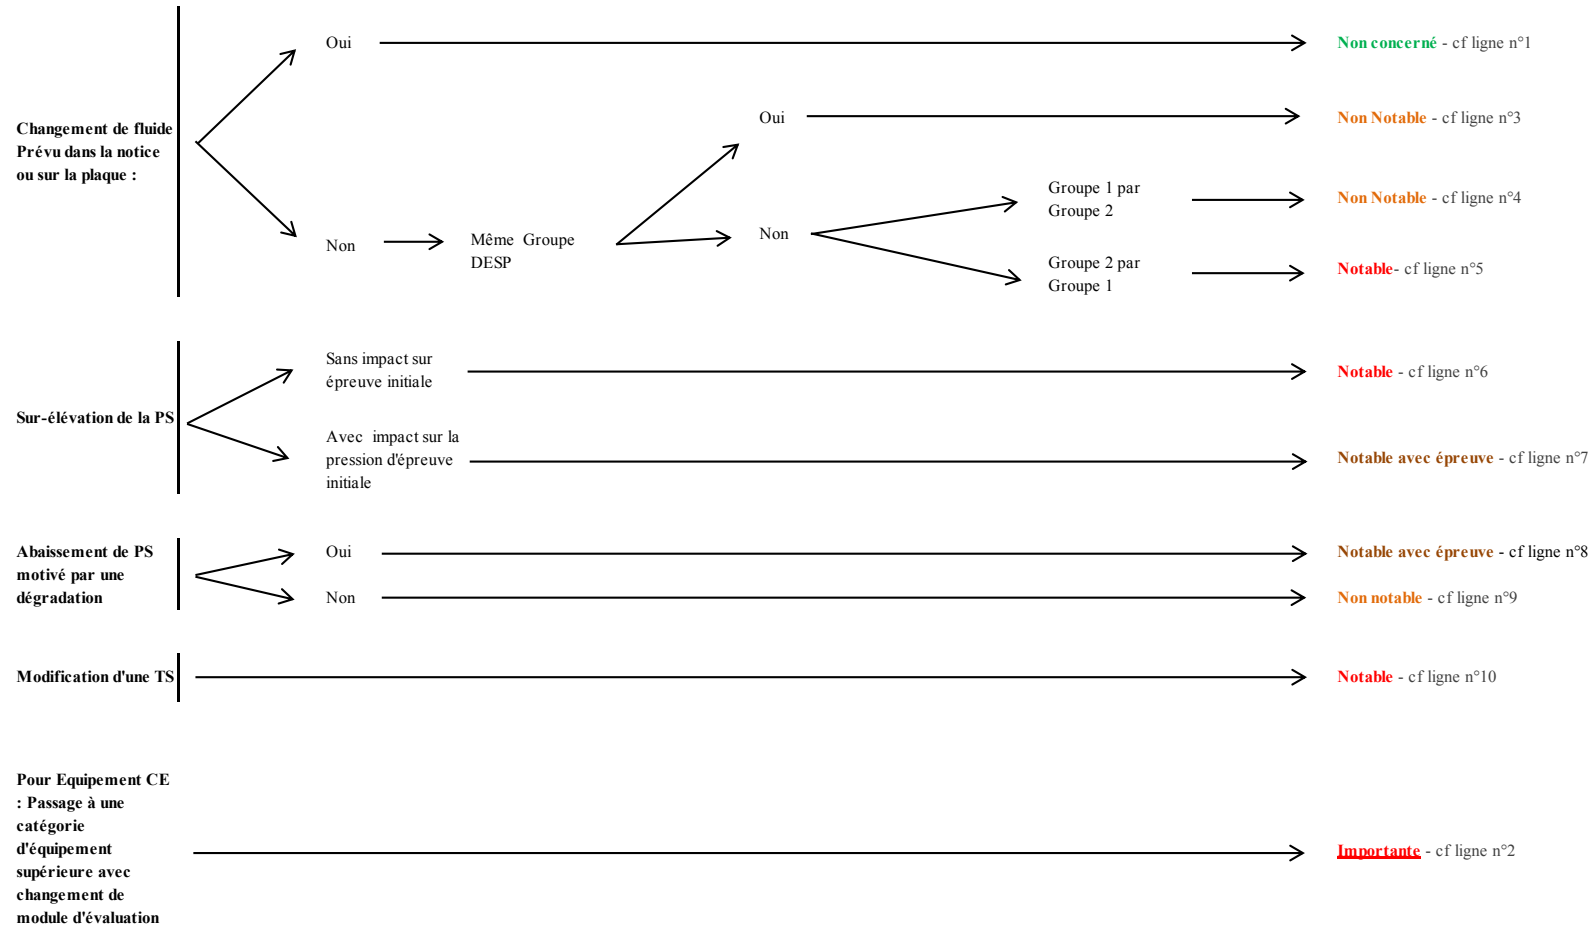 Oui
Non concerné - cf ligne n°1
Changement de fluide
Prévu dans la notice
ou sur la plaque :
Oui
Non Notable - cf ligne n°3
Groupe 1 par
Groupe 2
Non Notable - cf ligne n°4
Non
Même Groupe
DESP
Non
Groupe 2 par
Groupe 1
Notable- cf ligne n°5
Sur-élévation de la PS
Sans impact sur
épreuve initiale
Notable - cf ligne n°6
Avec impact sur la
pression d'épreuve
initiale
Notable avec épreuve - cf ligne n°7
Abaissement de PS
motivé par une
dégradation
Oui
Notable avec épreuve - cf ligne n°8
Non
Non notable - cf ligne n°9
Modification d'une TS
Notable - cf ligne n°10
Pour Equipement CE
: Passage à une
catégorie
d'équipement
supérieure avec
changement de
module d'évaluation
Importante - cf ligne n°2